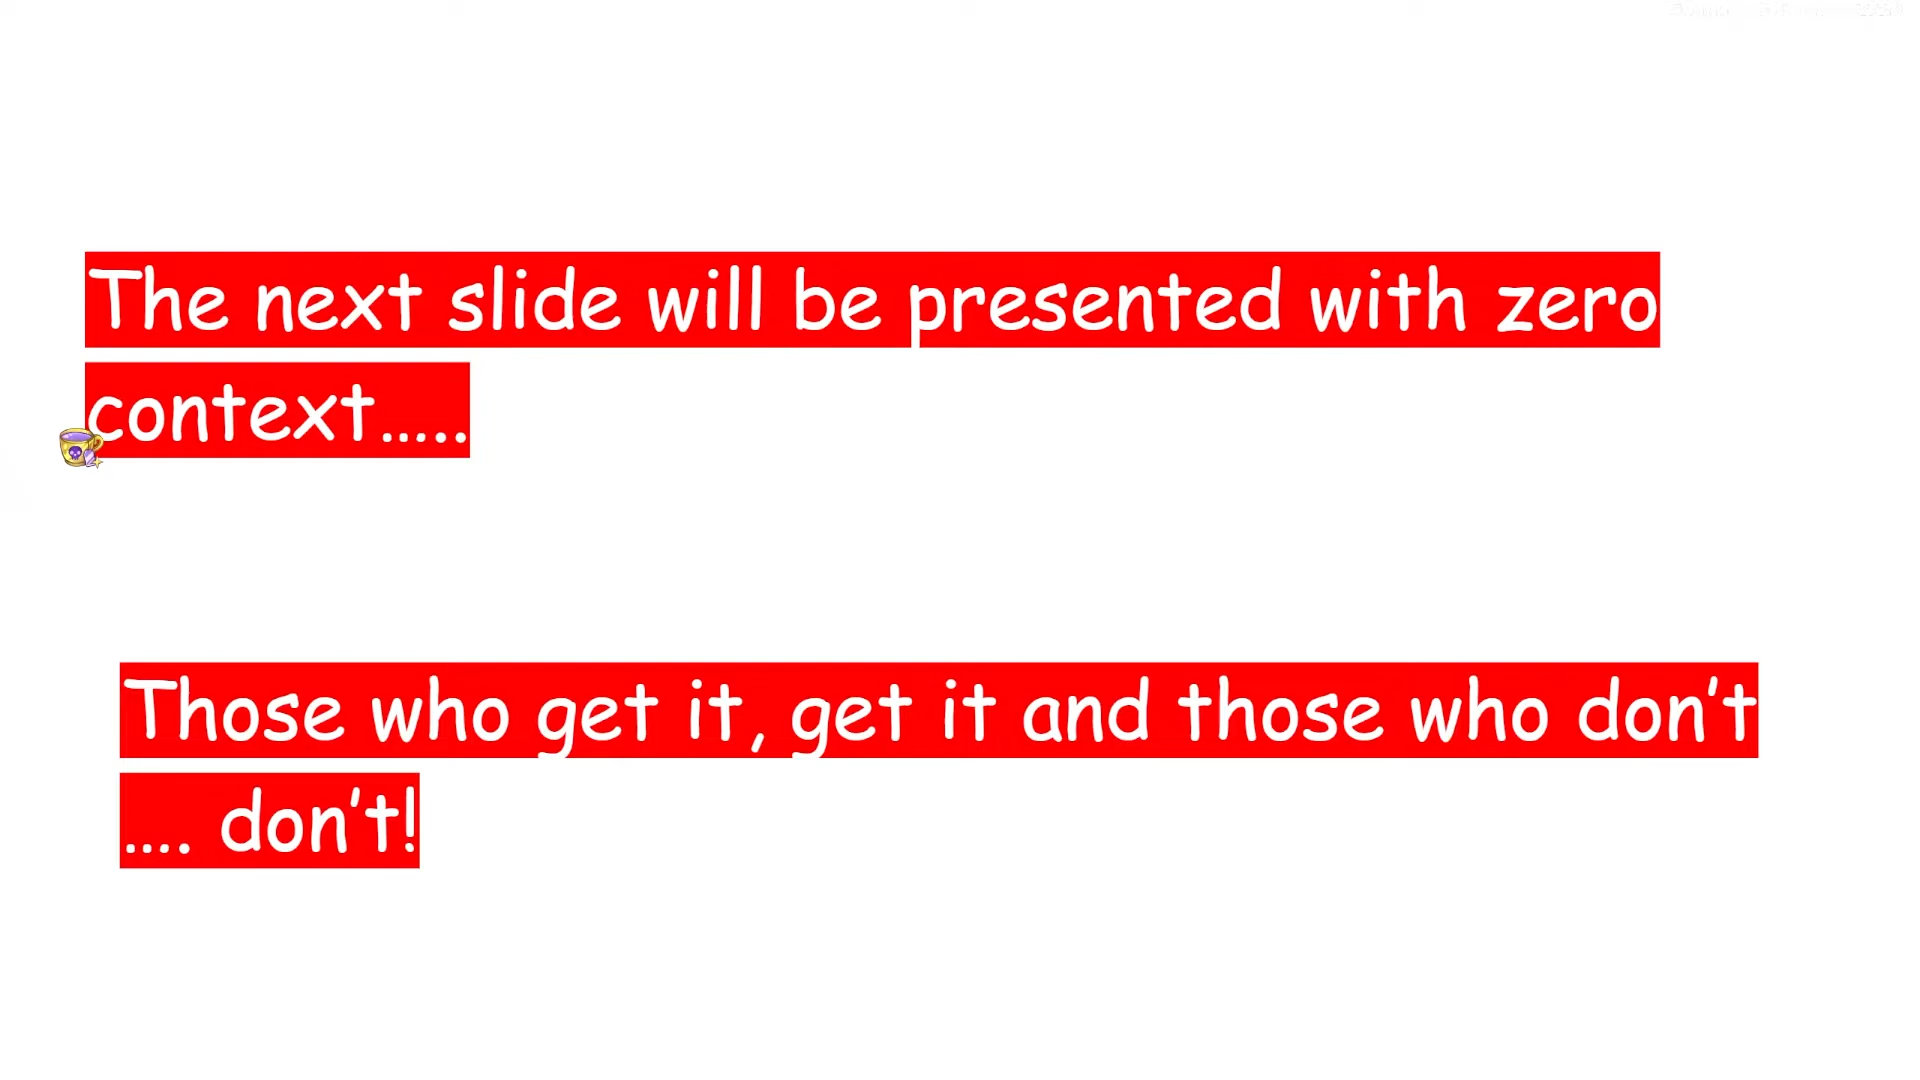 The next slide will be presented with zero
context.....
Those who get it, get it and those who don't
.... don't!